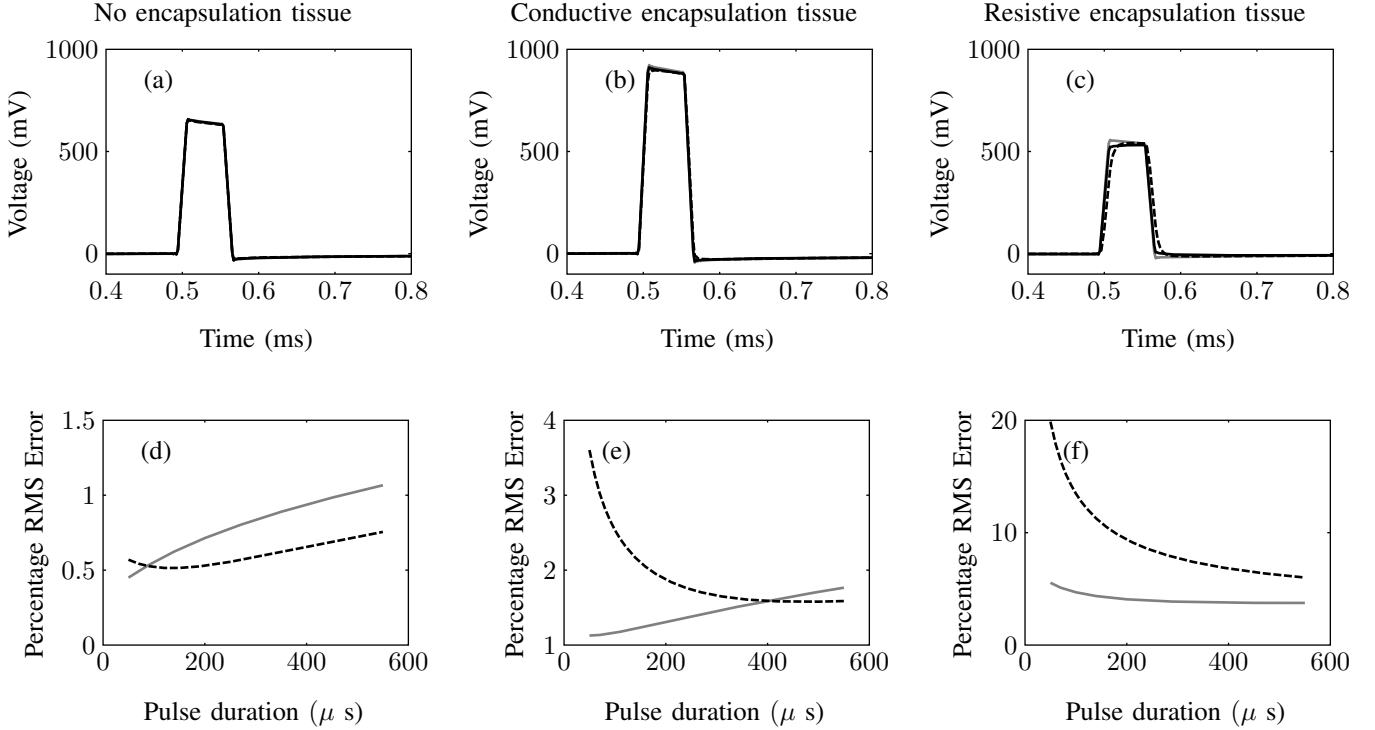 No encapsulation tissue
Conductive encapsulation tissue
Resistive encapsulation tissue
(a)
Voltage (mV)
1000
500
0
0.4 0.5 0.6 0.7 0.8
Time (ms)
(b)
Voltage (mV)
1000
500
0
0.4 0.5 0.6 0.7 0.8
Time (ms)
(c)
Voltage (mV)
1000
500
0
0.4 0.5 0.6 0.7 0.8
Time (ms)
(d)
Percentage RMS Error
1.5
1
0.5
0
0 200 400 600
Pulse duration (μ s)
(e)
Percentage RMS Error
4
3
2
1
0 200 400 600
Pulse duration (μ s)
(f)
Percentage RMS Error
20
10
0
0 200 400 600
Pulse duration (μ s)